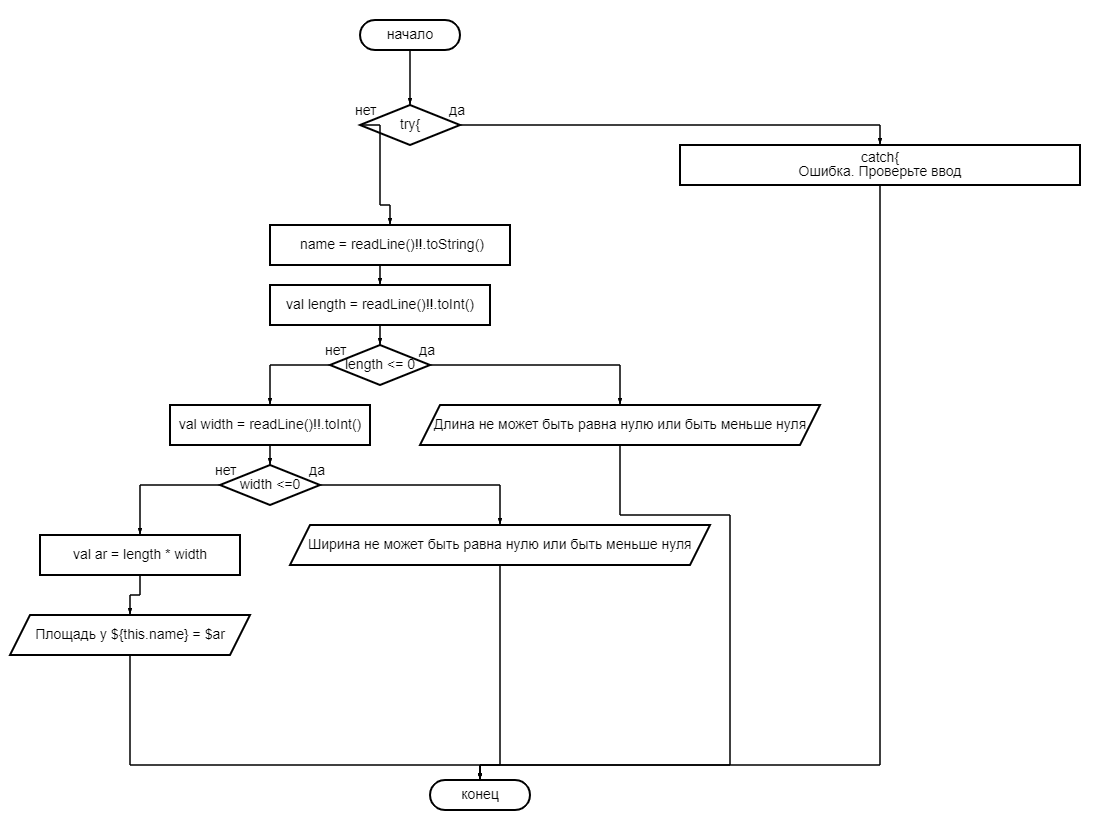 начало
нет
да
try{
catch{
Ошибка. Проверьте ввод
name = readLine()!!.toString()
val length = readLine()!!.toInt()
нет
да
length <= 0
val width = readLine()!!.toInt()
Длина не может быть равна нулю или быть меньше нуля
нет
да
width <=0
val ar = length * width
Ширина не может быть равна нулю или быть меньше нуля
Площадь у ${this.name} = $ar
конец